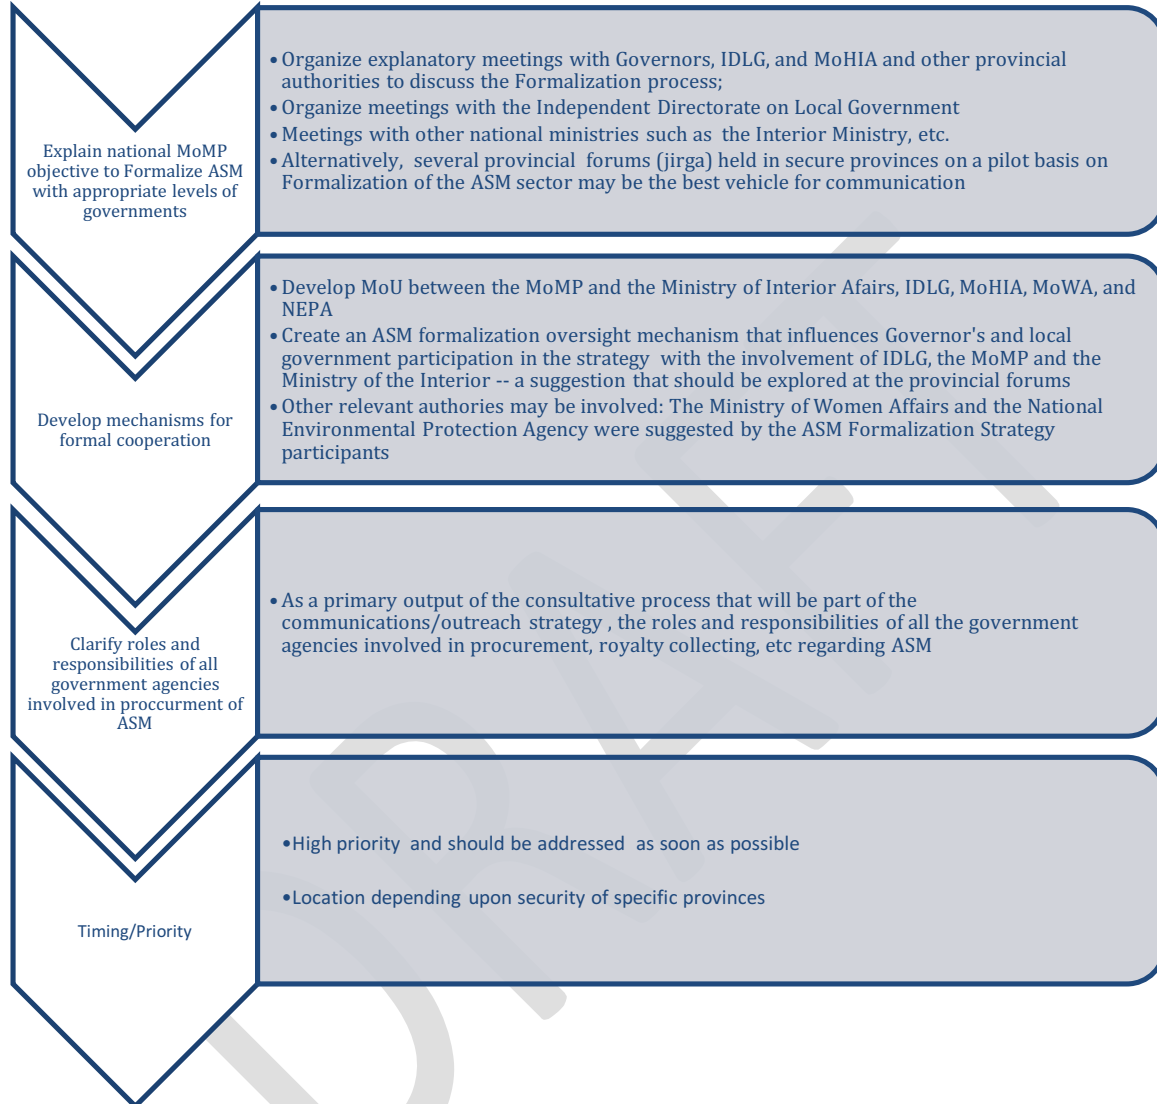 Explain national MoMP
objective to Formalize ASM
with appropriate levels of
governments
•Organize explanatory meetings with Governors, IDLG, and MoHIA and other provincial
authorities to discuss the Formalization process;
•Organize meetings with the Independent Directorate on Local Government
•Meetings with other national ministries such as the Interior Ministry, etc.
•Alternatively, several provincial forums (jirga) held in secure provinces on a pilot basis on
Formalization of the ASM sector may be the best vehicle for communication
Develop mechanisms for
formal cooperation
•Develop MoU between the MoMP and the Ministry of Interior Afairs, IDLG, MoHIA, MoWA, and
NEPA
•Create an ASM formalization oversight mechanism that influences Governor's and local
government participation in the strategy with the involvement of IDLG, the MoMP and the
Ministry of the Interior -- a suggestion that should be explored at the provincial forums
•Other relevant authories may be involved: The Ministry of Women Affairs and the National
Environmental Protection Agency were suggested by the ASM Formalization Strategy
participants
Clarify roles and
responsibilities of all
government agencies
involved in proccurment of
ASM
•As a primary output of the consultative process that will be part of the
communications/outreach strategy , the roles and responsibilities of all the government
agencies involved in procurement, royalty collecting, etc regarding ASM
Timing/Priority
•High priority and should be addressed as soon as possible
•Location depending upon security of specific provinces
DRAFT